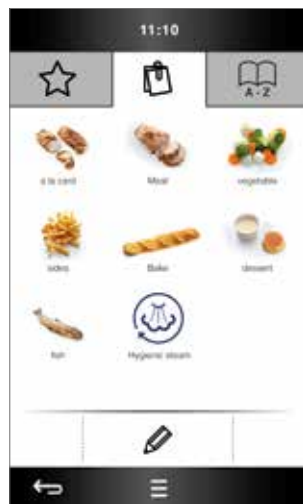 11:10
A-Z
a la card
Meat
vegetable
sides
Bake
dessert
fish
Hygienic steam